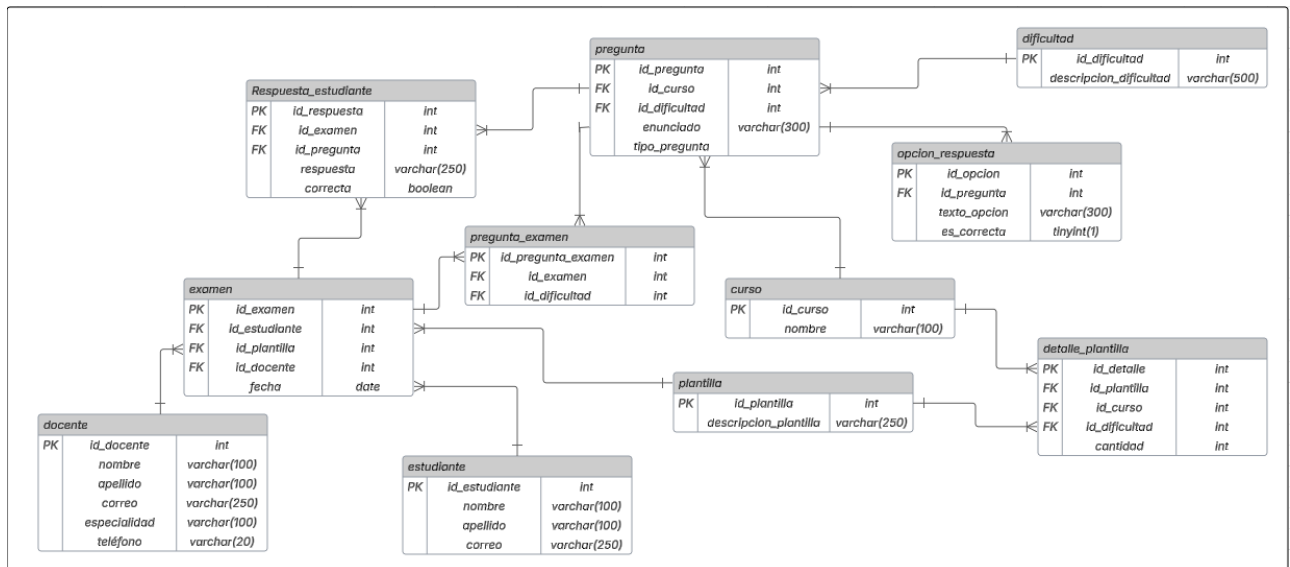 dificultad
PK id_dificultad int
descripcion_dificultad varchar(500)
pregunta
PK id_pregunta int
FK id_curso int
FK id_dificultad int
enunciado varchar(300)
tipo_pregunta
Respuesta_estudiante
PK id_respuesta int
FK id_examen int
FK id_pregunta int
respuesta varchar(250)
correcta boolean
opcion_respuesta
PK id_opcion int
FK id_pregunta int
texto_opcion varchar(300)
es_correcta tinyint(1)
pregunta_examen
PK id_pregunta_examen int
FK id_examen int
FK id_dificultad int
examen
PK id_examen int
FK id_estudiante int
FK id_plantilla int
FK id_docente int
fecha date
curso
PK id_curso int
nombre varchar(100)
detalle_plantilla
PK id_detalle int
FK id_plantilla int
FK id_curso int
FK id_dificultad int
cantidad int
plantilla
PK id_plantilla int
descripcion_plantilla varchar(250)
docente
PK id_docente int
nombre varchar(100)
apellido varchar(100)
correo varchar(250)
especialidad varchar(100)
teléfono varchar(20)
estudiante
PK id_estudiante int
nombre varchar(100)
apellido varchar(100)
correo varchar(250)